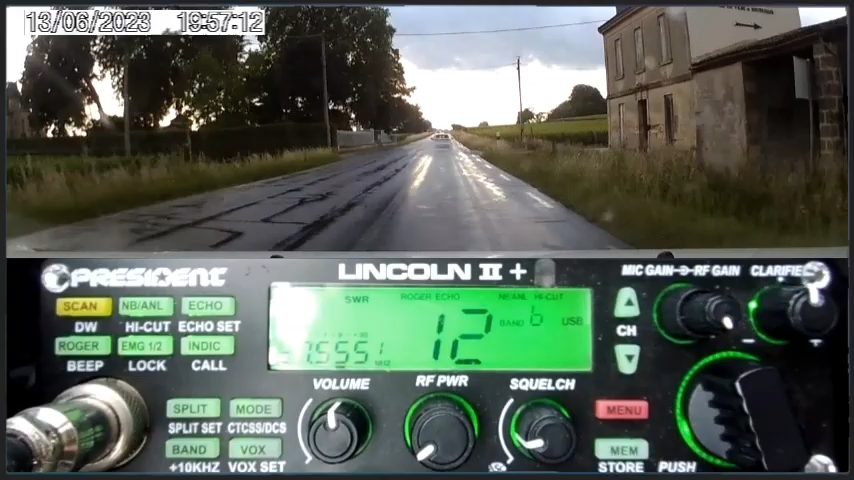 13/06/2023 19:57:12
PRESIDENT LINCOLN II + MIC GAIN RF GAIN CLARIFIER
SCAN NB/ANL ECHO
DW HI-CUT ECHO SET
ROGER EMG 1/2 INDIC
BEEP LOCK CALL
SWR ROGER ECHO NB/ANL HI-CUT
12 BAND b USB
MHZ
CH
VOLUME RF PWR SQUELCH
SPLIT MODE
SPLIT SET CTCSS/DCS
BAND VOX
+10KHZ VOX SET
MENU
MEM
STORE PUSH